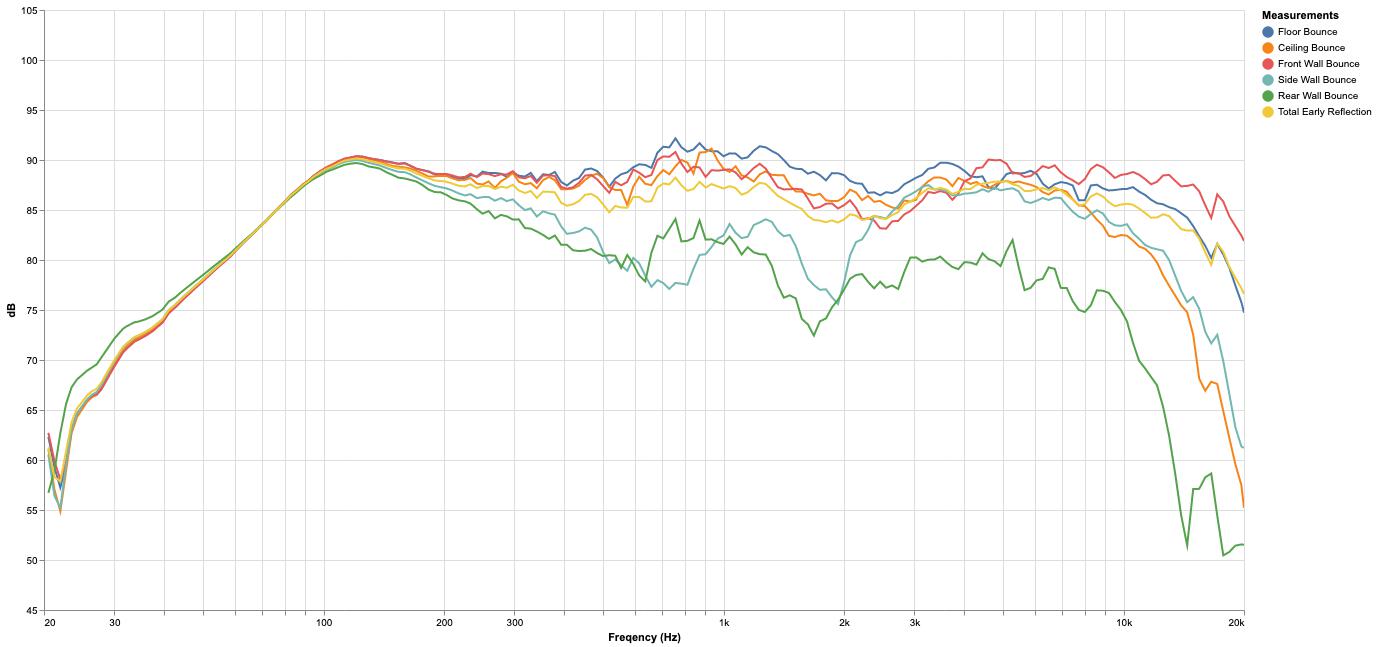 105
100
95
90
85
80
75
70
65
60
55
50
45
dB
20 30 100 200 300 1k 2k 3k 10k 20k
Freqency (Hz)
Measurements
Floor Bounce
Ceiling Bounce
Front Wall Bounce
Side Wall Bounce
Rear Wall Bounce
Total Early Reflection